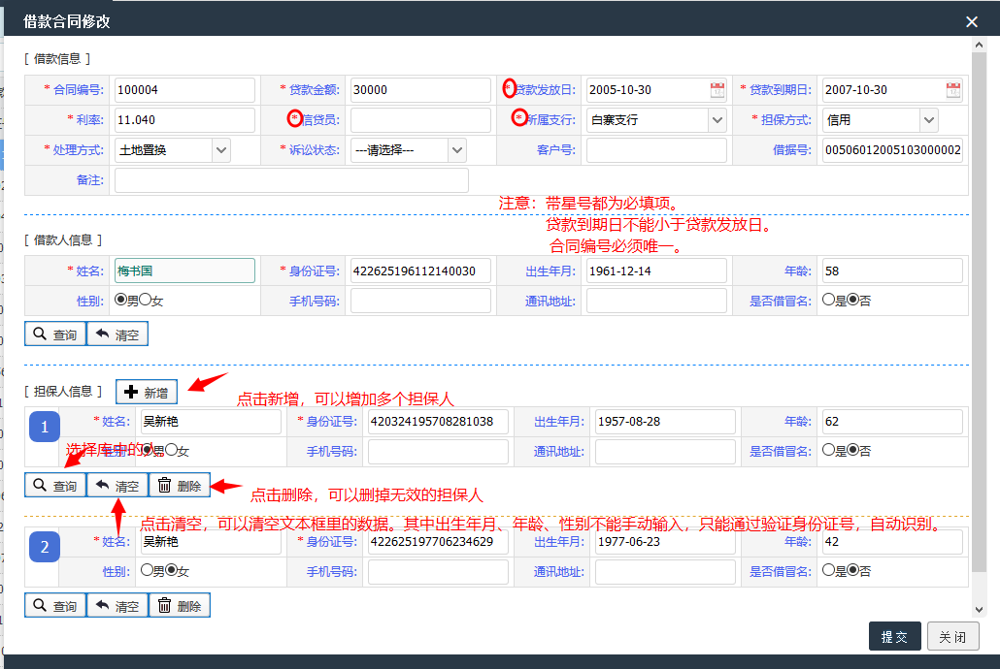 借款合同修改
[ 借款信息 ]
* 合同编号: 100004 * 贷款金额: 30000 * 贷款发放日: 2005-10-30 * 贷款到期日: 2007-10-30
* 利率: 11.040 * 信贷员: * 所属支行: 白寨支行 * 担保方式: 信用
* 处理方式: 土地置换 * 诉讼状态: ---请选择--- 客户号: 借据号: 00506012005103000002
备注:
注意：带星号都为必填项。
贷款到期日不能小于贷款发放日。
合同编号必须唯一。
[ 借款人信息 ]
* 姓名: 梅书国 * 身份证号: 422625196112140030 出生年月: 1961-12-14 年龄: 58
性别: 男 女 手机号码: 通讯地址: 是否借冒名: 是 否
查询 清空
[ 担保人信息 ] 新增
点击新增，可以增加多个担保人
1 * 姓名: 吴新艳 * 身份证号: 420324195708281038 出生年月: 1957-08-28 年龄: 62
选择库中的人。
性别: 男 女 手机号码: 通讯地址: 是否借冒名: 是 否
查询 清空 删除
点击删除，可以删掉无效的担保人
点击清空，可以清空文本框里的数据。其中出生年月、年龄、性别不能手动输入，只能通过验证身份证号，自动识别。
2 * 姓名: 吴新艳 * 身份证号: 422625197706234629 出生年月: 1977-06-23 年龄: 42
性别: 男 女 手机号码: 通讯地址: 是否借冒名: 是 否
查询 清空 删除
提交 关闭